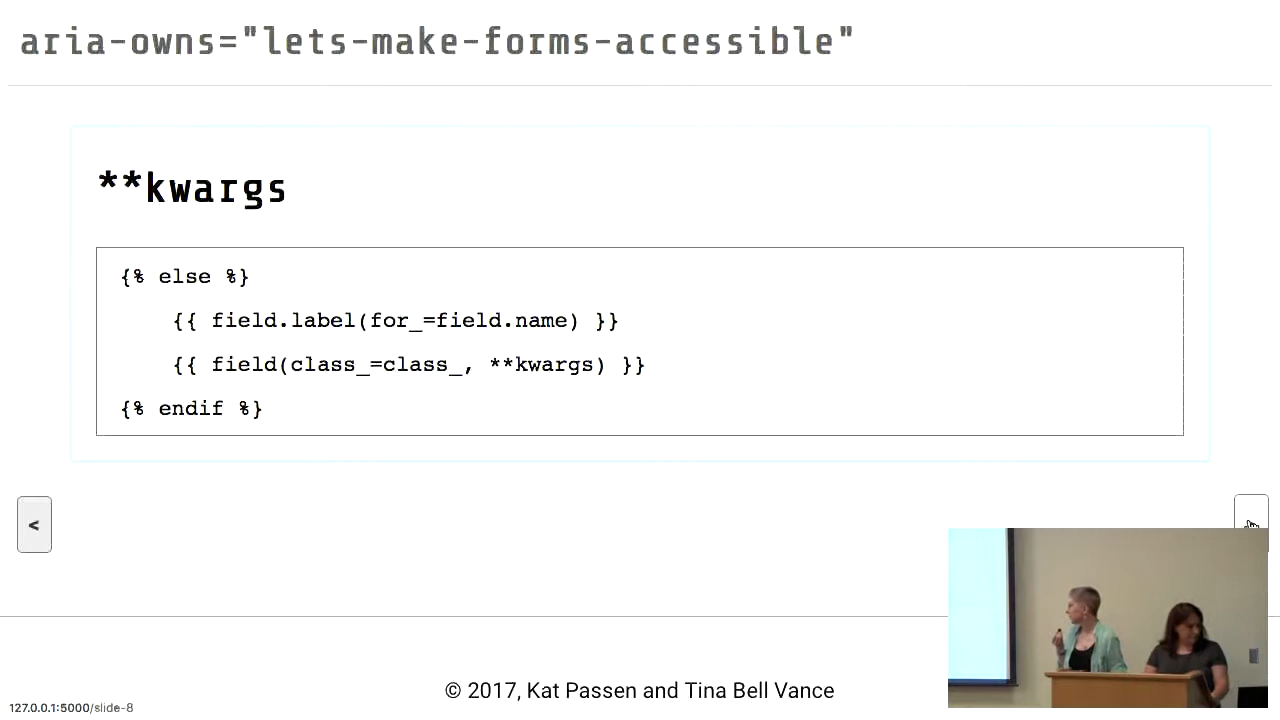 aria-owns="lets-make-forms-accessible"
**kwargs
{% else %}
{{ field.label(for_=field.name) }}
{{ field(class_=class_, **kwargs) }}
{% endif %}
<
© 2017, Kat Passen and Tina Bell Vance
127.0.0.1:5000/slide-8